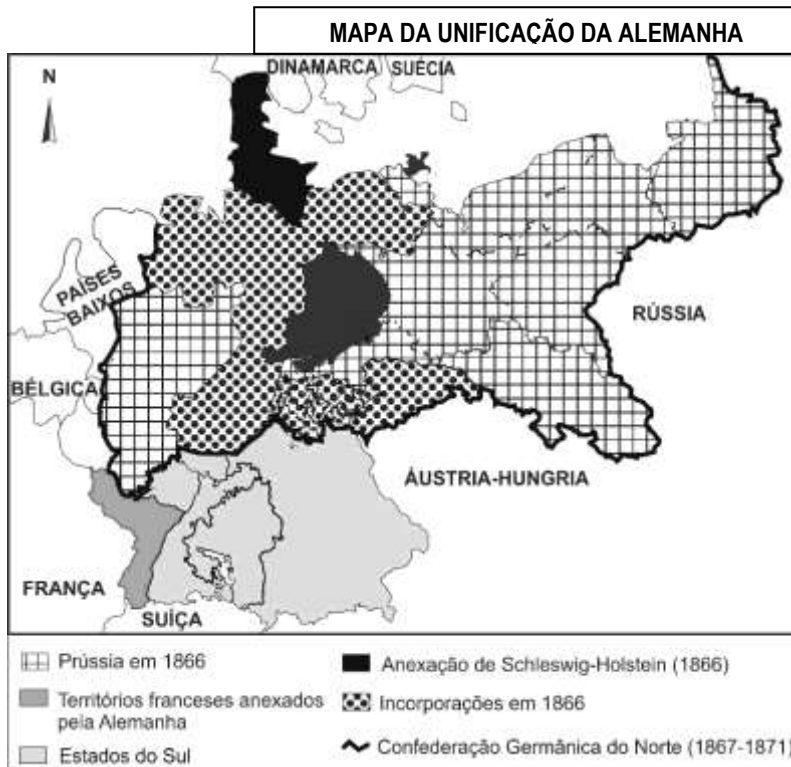 MAPA DA UNIFICAÇÃO DA ALEMANHA
DINAMARCA
SUÉCIA
N
PAÍSES
BAIXOS
RÚSSIA
BÉLGICA
ÁUSTRIA-HUNGRIA
FRANÇA
SUÍÇA
Prússia em 1866
Anexação de Schleswig-Holstein (1866)
Territórios franceses anexados
pela Alemanha
Incorporações em 1866
Estados do Sul
Confederação Germânica do Norte (1867-1871)